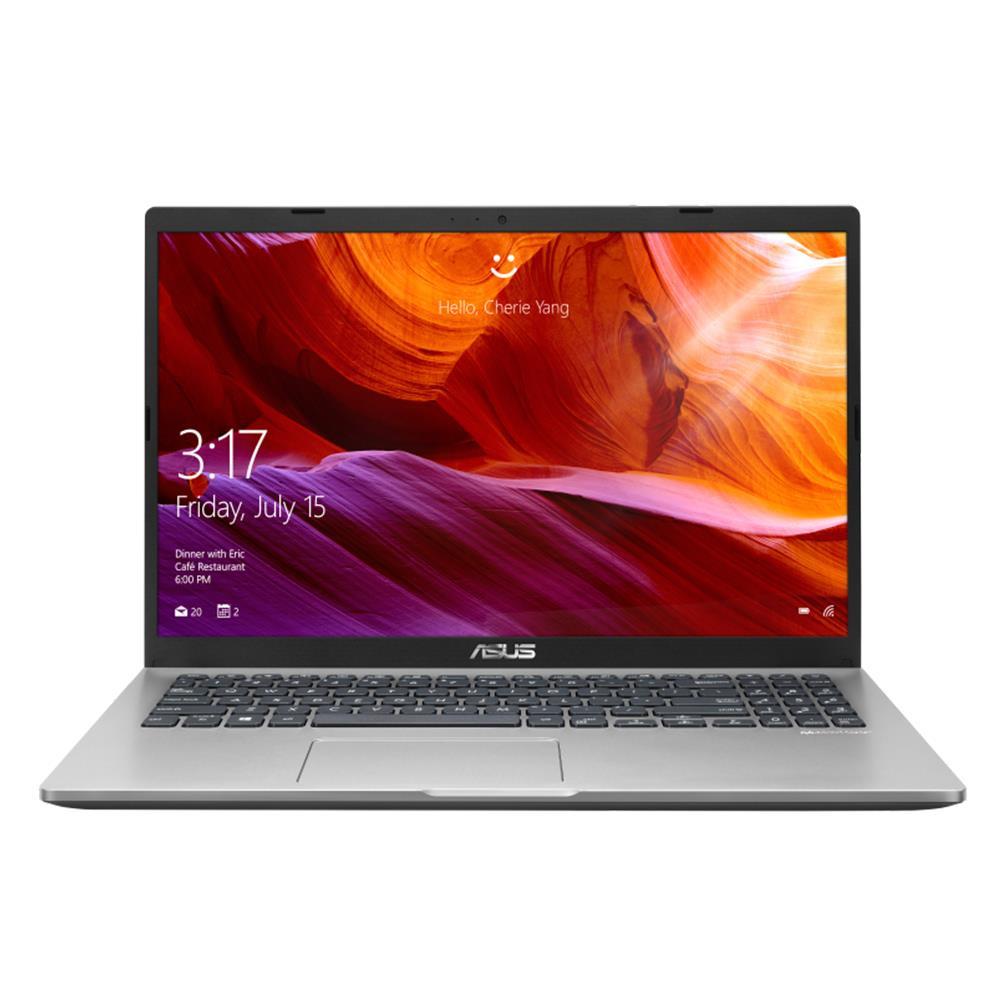 Hello, Cherie Yang
3:17
Friday, July 15
Dinner with Eric
Café Restaurant
6:00 PM
20
2
ASUS